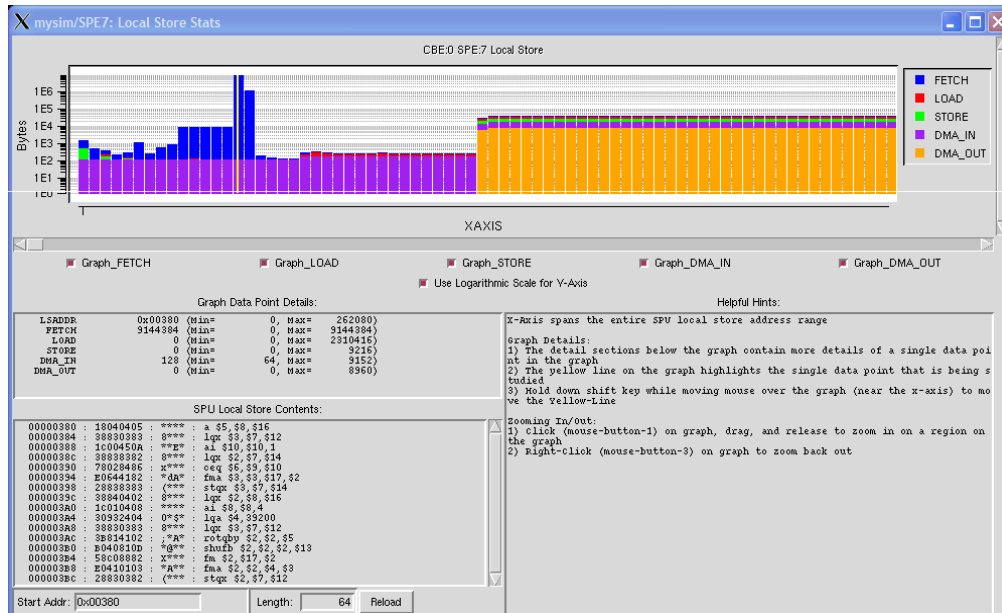 mysim/SPE7: Local Store Stats
CBE:0 SPE:7 Local Store
Bytes
1E6
1E5
1E4
1E3
1E2
1E1
1E0
FETCH
LOAD
STORE
DMA_IN
DMA_OUT
XAXIS
Graph_FETCH Graph_LOAD Graph_STORE Graph_DMA_IN Graph_DMA_OUT
Use Logarithmic Scale for Y-Axis
Graph Data Point Details:
LSADDR 0x00380 (Min= 0, Max= 262080)
FETCH 9144384 (Min= 0, Max= 9144384)
LOAD 0 (Min= 0, Max= 2310416)
STORE 0 (Min= 0, Max= 9216)
DMA_IN 128 (Min= 64, Max= 9152)
DMA_OUT 0 (Min= 0, Max= 8960)
SPU Local Store Contents:
00000380 : 18040405 : **** : a $5,$8,$16
00000384 : 38830383 : 8*** : lqx $3,$7,$12
00000388 : 1C00450A : **E* : ai $10,$10,1
0000038C : 38838382 : 8*** : lqx $2,$7,$14
00000390 : 78028486 : x*** : ceq $6,$9,$10
00000394 : E0644182 : *dA* : fma $3,$3,$17,$2
00000398 : 28838383 : (*** : stqx $3,$7,$14
0000039C : 38840402 : 8*** : lqx $2,$8,$16
000003A0 : 1C010408 : **** : ai $8,$8,4
000003A4 : 30932404 : 0*$* : lqa $4,39200
000003A8 : 38830383 : 8*** : lqx $3,$7,$12
000003AC : 3B814102 : ;*A* : rotqby $2,$2,$5
000003B0 : B040810D : *@** : shufb $2,$2,$2,$13
000003B4 : 58C08882 : X*** : fm $2,$17,$2
000003B8 : E0410103 : *A** : fma $2,$2,$4,$3
000003BC : 28830382 : (*** : stqx $2,$7,$12
Start Addr: 0x00380 Length: 64 Reload
Helpful Hints:
X-Axis spans the entire SPU local store address range
Graph Details:
1) The detail sections below the graph contain more details of a single data poi
nt in the graph
2) The yellow line on the graph highlights the single data point that is being s
tudied
3) Hold down shift key while moving mouse over the graph (near the x-axis) to mo
ve the Yellow-Line
Zooming In/Out:
1) Click (mouse-button-1) on graph, drag, and release to zoom in on a region on
the graph
2) Right-Click (mouse-button-3) on graph to zoom back out